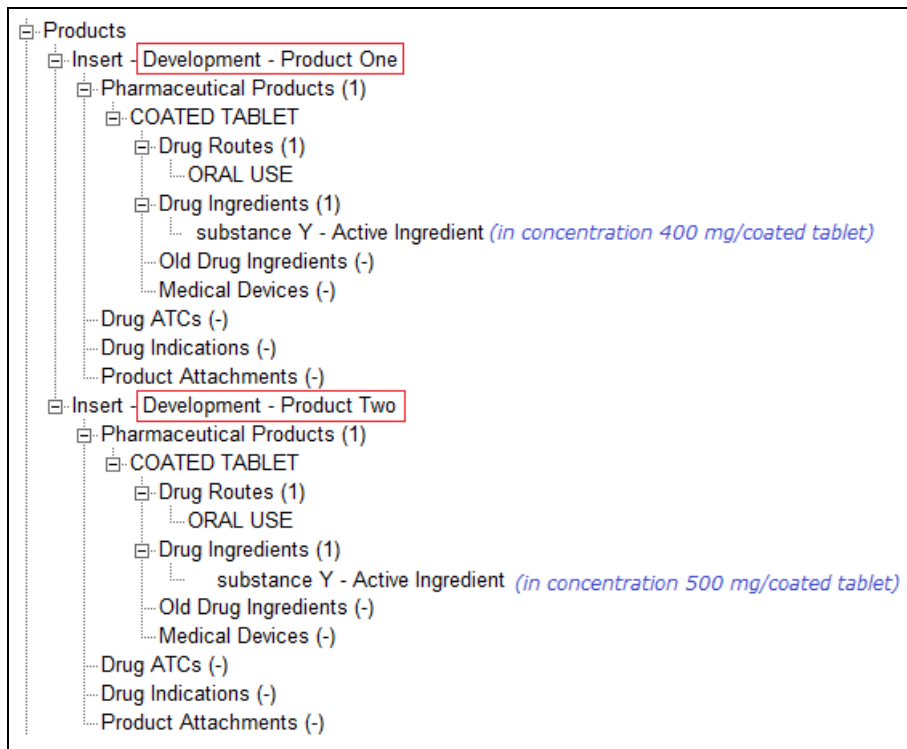 Products
Insert - Development - Product One
Pharmaceutical Products (1)
COATED TABLET
Drug Routes (1)
ORAL USE
Drug Ingredients (1)
substance Y - Active Ingredient (in concentration 400 mg/coated tablet)
Old Drug Ingredients (-)
Medical Devices (-)
Drug ATCs (-)
Drug Indications (-)
Product Attachments (-)
Insert - Development - Product Two
Pharmaceutical Products (1)
COATED TABLET
Drug Routes (1)
ORAL USE
Drug Ingredients (1)
substance Y - Active Ingredient (in concentration 500 mg/coated tablet)
Old Drug Ingredients (-)
Medical Devices (-)
Drug ATCs (-)
Drug Indications (-)
Product Attachments (-)